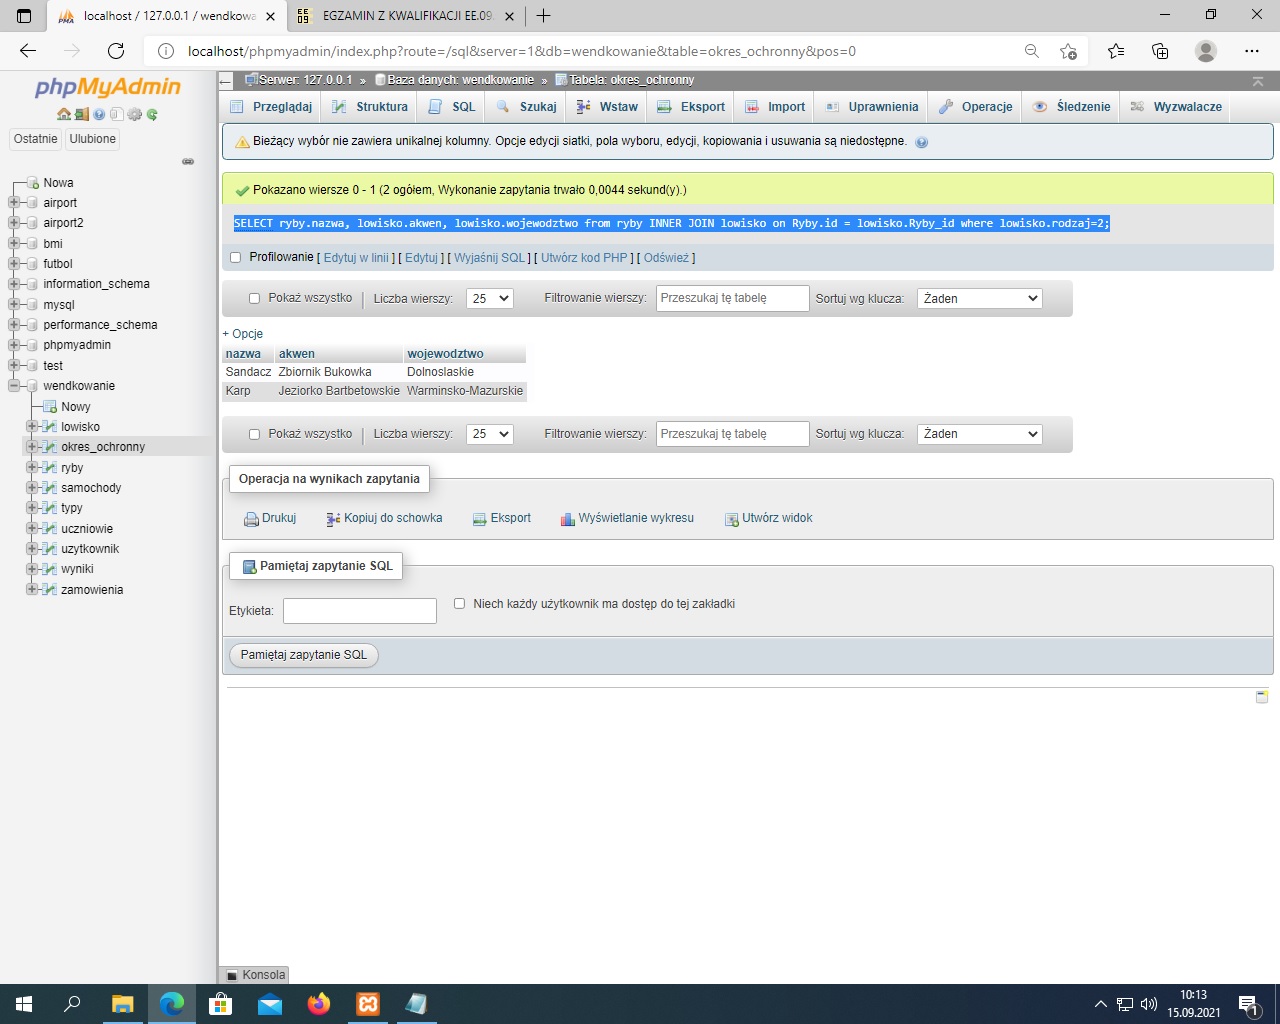 localhost / 127.0.0.1 / wendkowa
EGZAMIN Z KWALIFIKACJI EE.09
localhost/phpmyadmin/index.php?route=/sql&server=1&db=wendkowanie&table=okres_ochronny&pos=0
phpMyAdmin
Ostatnie Ulubione
Nowa
airport
airport2
bmi
futbol
information_schema
mysql
performance_schema
phpmyadmin
test
wendkowanie
Nowy
lowisko
okres_ochronny
ryby
samochody
typy
uczniowie
uzytkownik
wyniki
zamowienia
Serwer: 127.0.0.1 » Baza danych: wendkowanie » Tabela: okres_ochronny
Przeglądaj Struktura SQL Szukaj Wstaw Eksport Import Uprawnienia Operacje Śledzenie Wyzwalacze
Bieżący wybór nie zawiera unikalnej kolumny. Opcje edycji siatki, pola wyboru, edycji, kopiowania i usuwania są niedostępne.
Pokazano wiersze 0 - 1 (2 ogółem, Wykonanie zapytania trwało 0,0044 sekund(y).)
SELECT ryby.nazwa, lowisko.akwen, lowisko.wojewodztwo from ryby INNER JOIN lowisko on Ryby.id = lowisko.Ryby_id where lowisko.rodzaj=2;
Profilowanie [ Edytuj w linii ] [ Edytuj ] [ Wyjaśnij SQL ] [ Utwórz kod PHP ] [ Odśwież ]
Pokaż wszystko | Liczba wierszy: 25 Filtrowanie wierszy: Przeszukaj tę tabelę Sortuj wg klucza: Żaden
+ Opcje
nazwa akwen wojewodztwo
Sandacz Zbiornik Bukowka Dolnoslaskie
Karp Jeziorko Bartbetowskie Warminsko-Mazurskie
Pokaż wszystko | Liczba wierszy: 25 Filtrowanie wierszy: Przeszukaj tę tabelę Sortuj wg klucza: Żaden
Operacja na wynikach zapytania
Drukuj Kopiuj do schowka Eksport Wyświetlanie wykresu Utwórz widok
Pamiętaj zapytanie SQL
Etykieta: Niech każdy użytkownik ma dostęp do tej zakładki
Pamiętaj zapytanie SQL
Konsola
10:13
15.09.2021
1